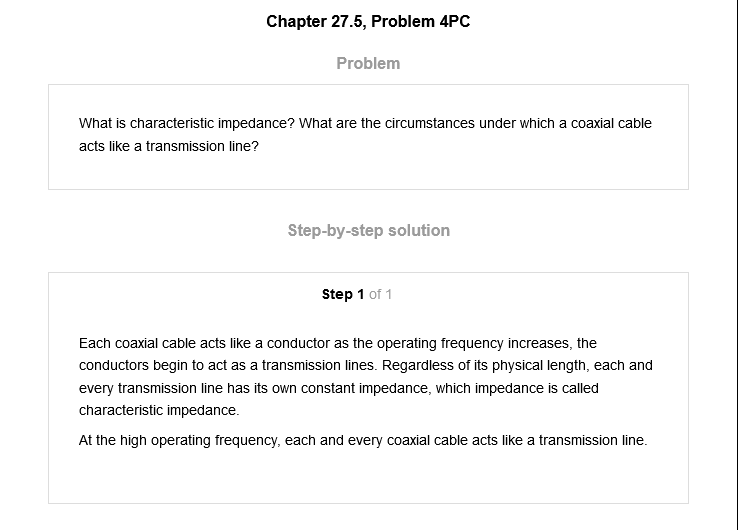 Chapter 27.5, Problem 4PC
Problem
What is characteristic impedance? What are the circumstances under which a coaxial cable
acts like a transmission line?
Step-by-step solution
Step 1 of 1
Each coaxial cable acts like a conductor as the operating frequency increases, the
conductors begin to act as a transmission lines. Regardless of its physical length, each and
every transmission line has its own constant impedance, which impedance is called
characteristic impedance.
At the high operating frequency, each and every coaxial cable acts like a transmission line.